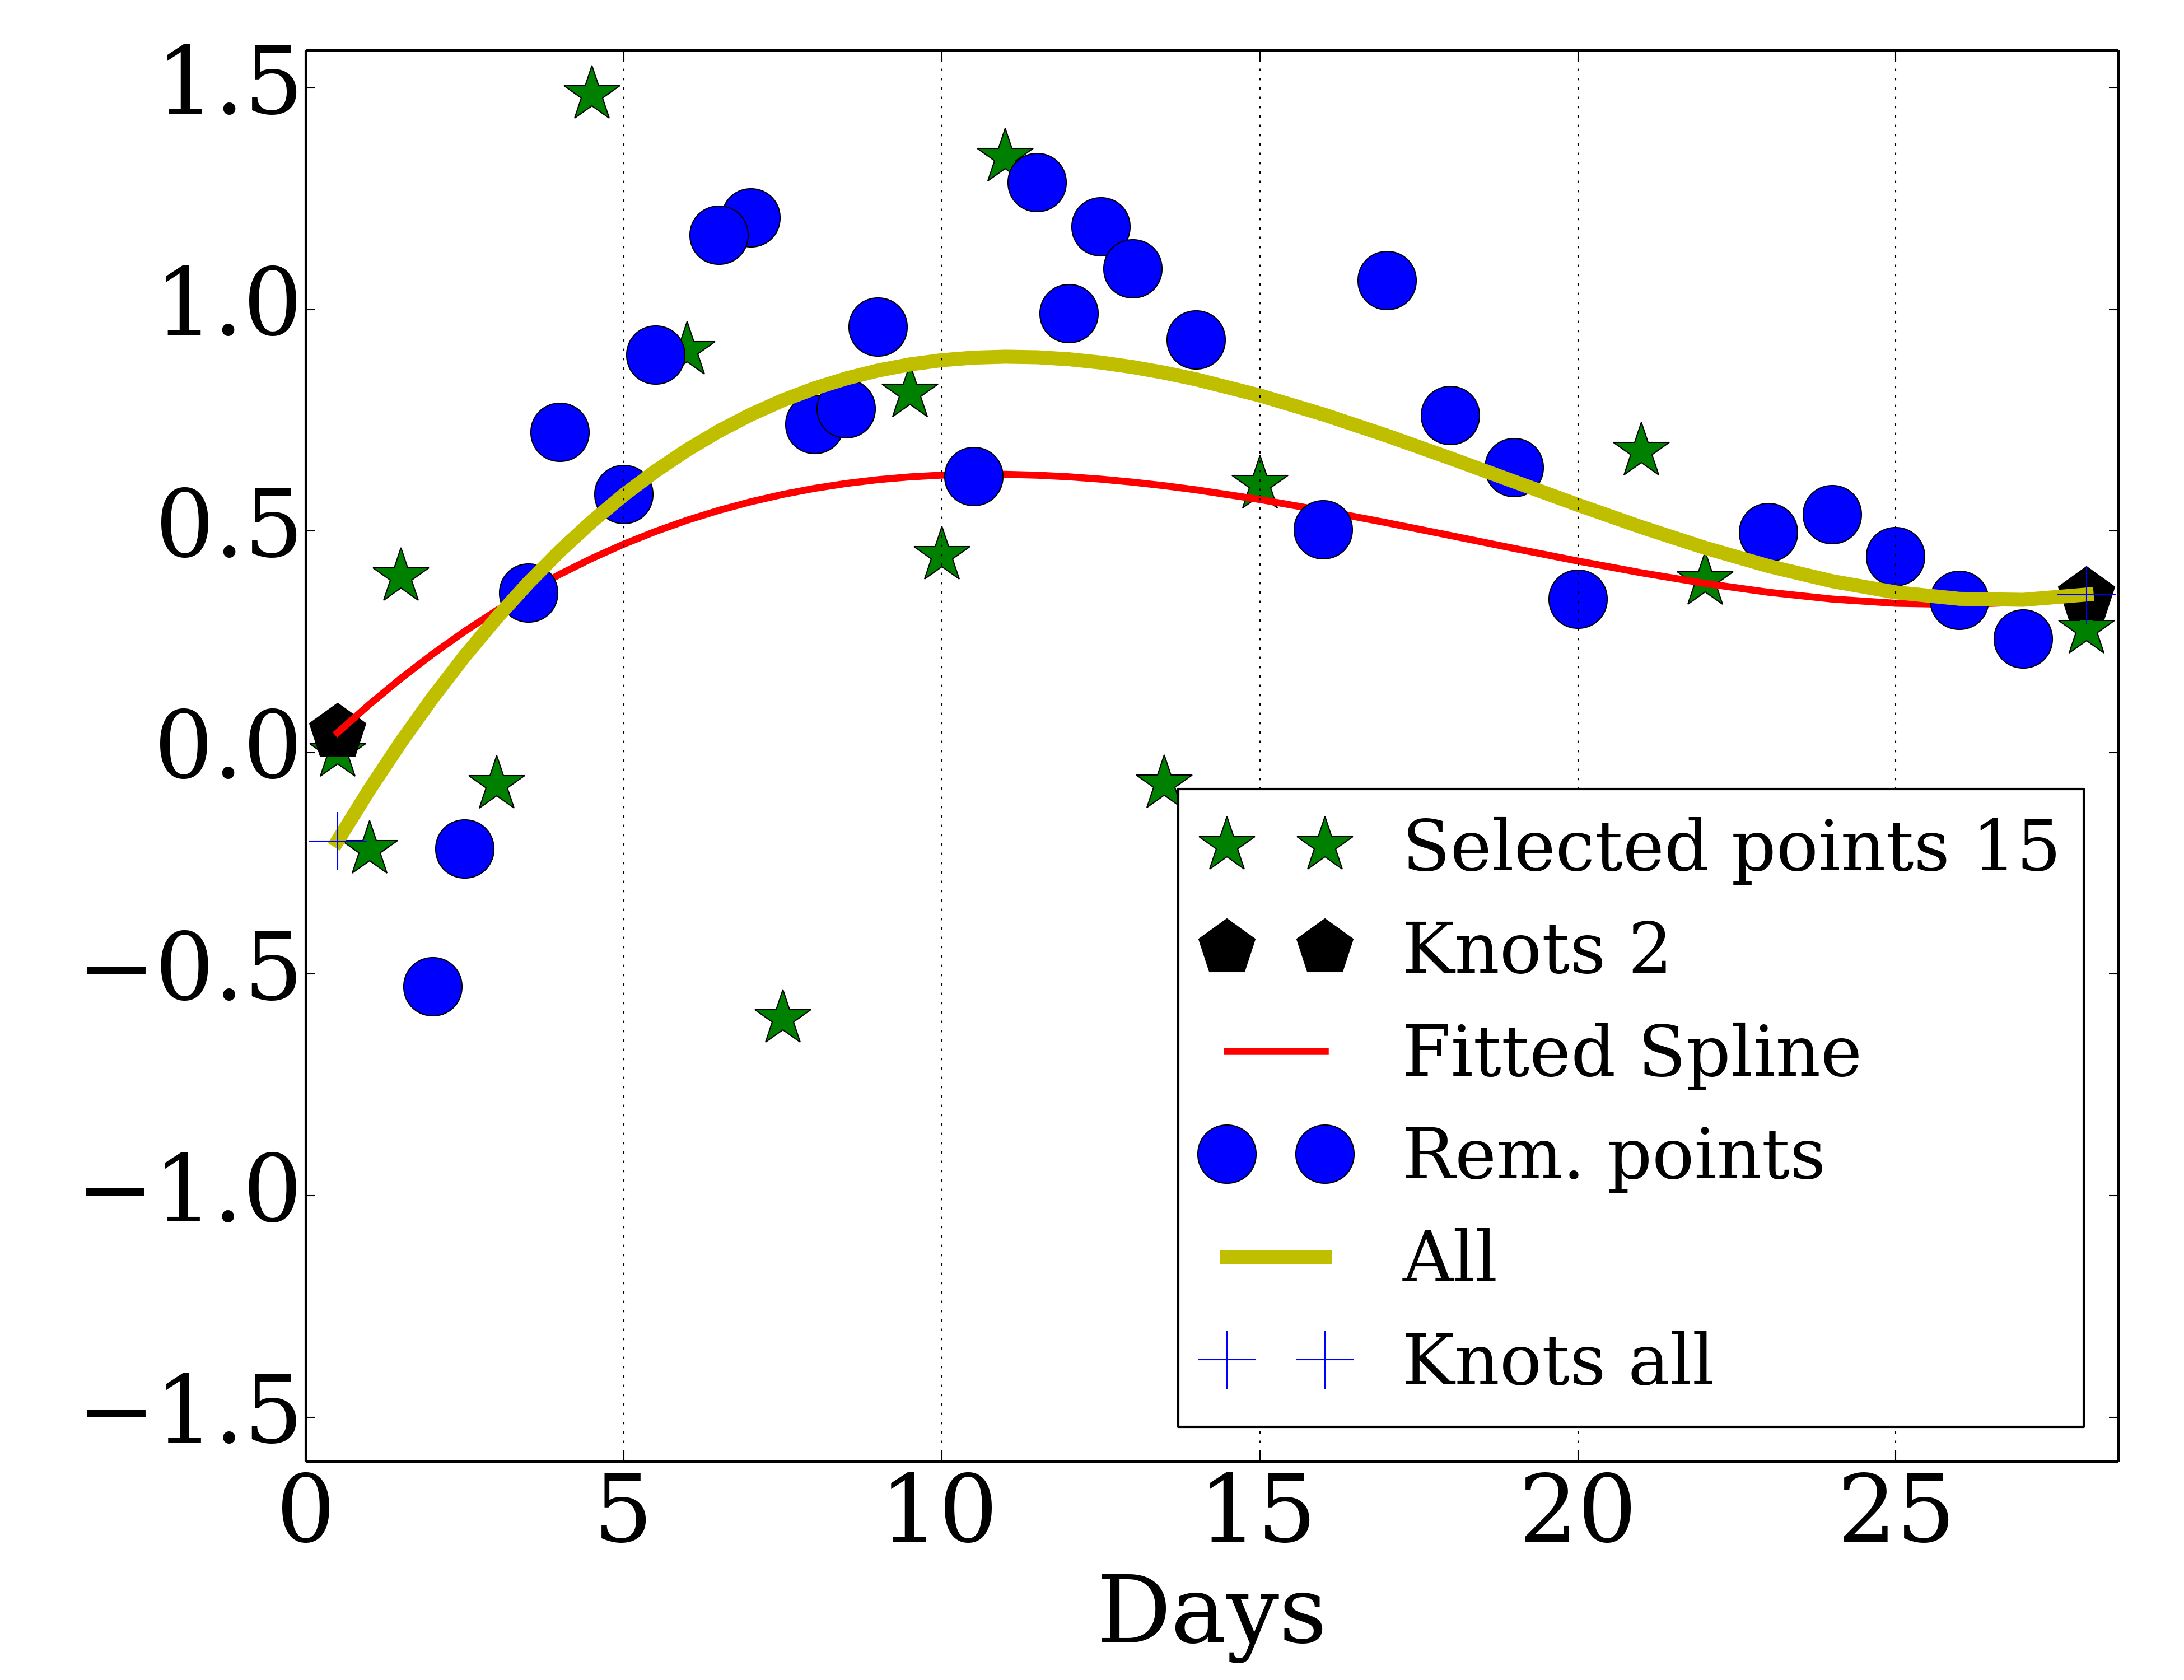 1.5
1.0
0.5
0.0
−0.5
−1.0
−1.5
0 5 10 15 20 25
Days
Selected points 15
Knots 2
Fitted Spline
Rem. points
All
Knots all